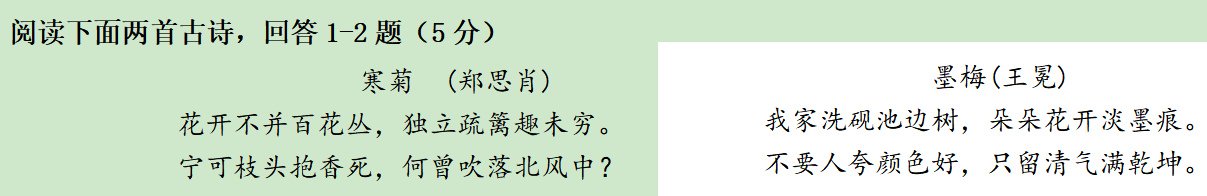 阅读下面两首古诗，回答1-2题（5分）
寒菊 （郑思肖）
花开不并百花丛，独立疏篱趣未穷。
宁可枝头抱香死，何曾吹落北风中？
墨梅(王冕)
我家洗砚池边树，朵朵花开淡墨痕。
不要人夸颜色好，只留清气满乾坤。